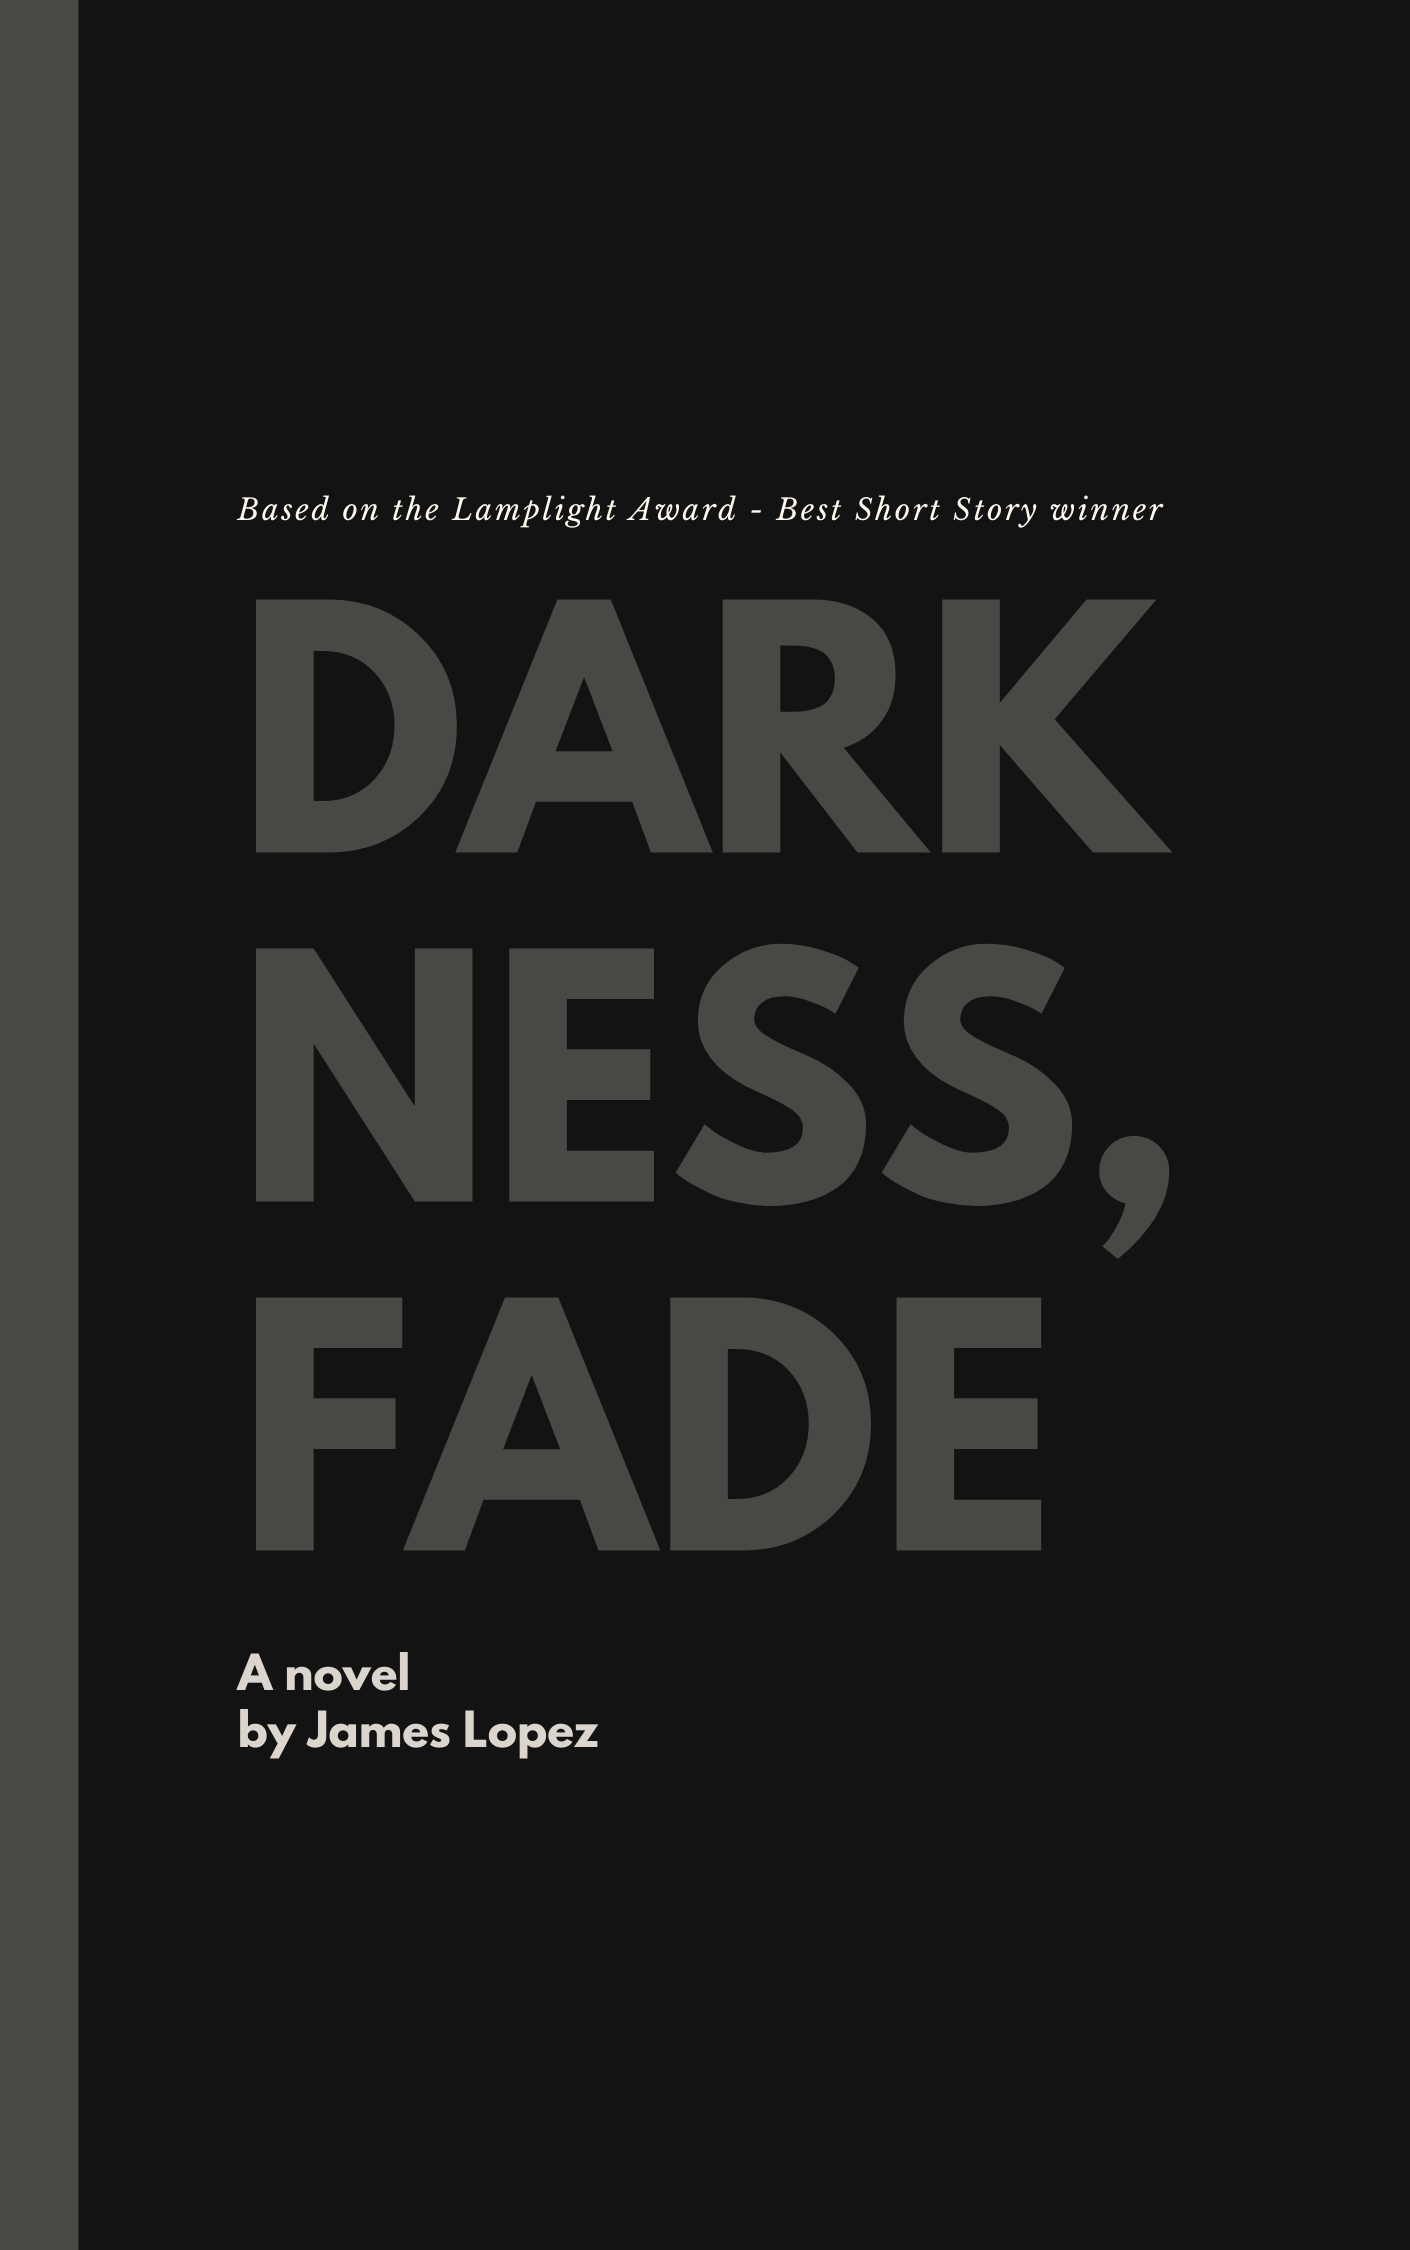 Based on the Lamplight Award - Best Short Story winner
DARK
NESS,
FADE
A novel
by James Lopez